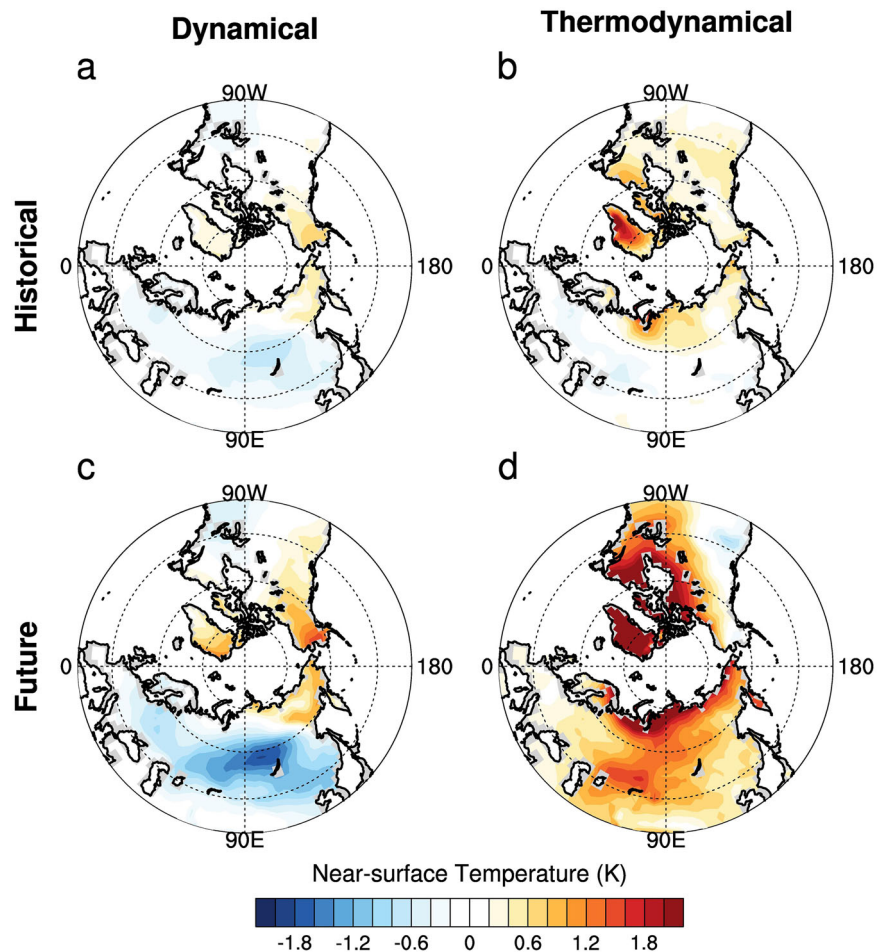 Dynamical
Thermodynamical
a
b
90W
90W
Historical
0
180
0
180
90E
90E
c
d
90W
90W
Future
0
180
0
180
90E
90E
Near-surface Temperature (K)
-1.8 -1.2 -0.6 0 0.6 1.2 1.8